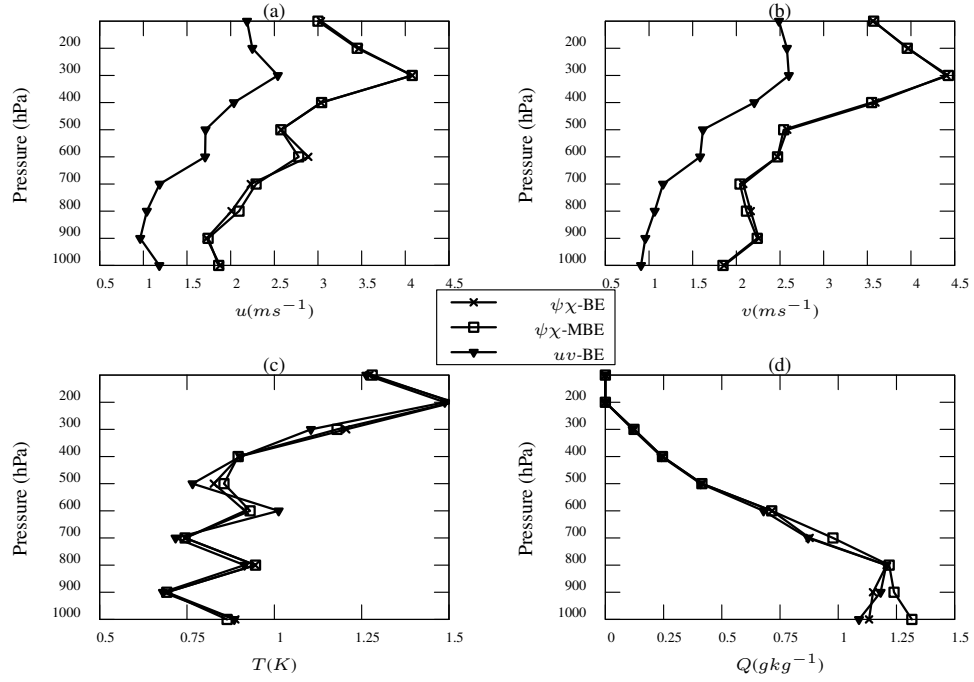 (a)
Pressure (hPa)
200
300
400
500
600
700
800
900
1000
0.5 1 1.5 2 2.5 3 3.5 4 4.5
u(ms⁻¹)
(b)
Pressure (hPa)
200
300
400
500
600
700
800
900
1000
0.5 1 1.5 2 2.5 3 3.5 4 4.5
v(ms⁻¹)
ψχ-BE
ψχ-MBE
uv-BE
(c)
Pressure (hPa)
200
300
400
500
600
700
800
900
1000
0.5 0.75 1 1.25 1.5
T(K)
(d)
Pressure (hPa)
200
300
400
500
600
700
800
900
1000
0 0.25 0.5 0.75 1 1.25 1.5
Q(gkg⁻¹)